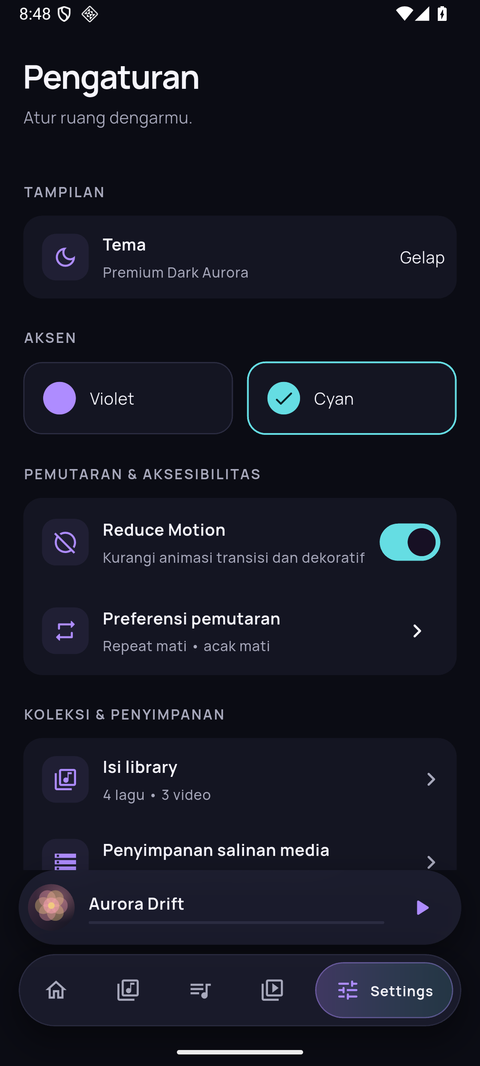 8:48
Pengaturan
Atur ruang dengarmu.
TAMPILAN
Tema
Premium Dark Aurora
Gelap
AKSEN
Violet
Cyan
PEMUTARAN & AKSESIBILITAS
Reduce Motion
Kurangi animasi transisi dan dekoratif
Preferensi pemutaran
Repeat mati • acak mati
KOLEKSI & PENYIMPANAN
Isi library
4 lagu • 3 video
Penyimpanan salinan media
Aurora Drift
Settings